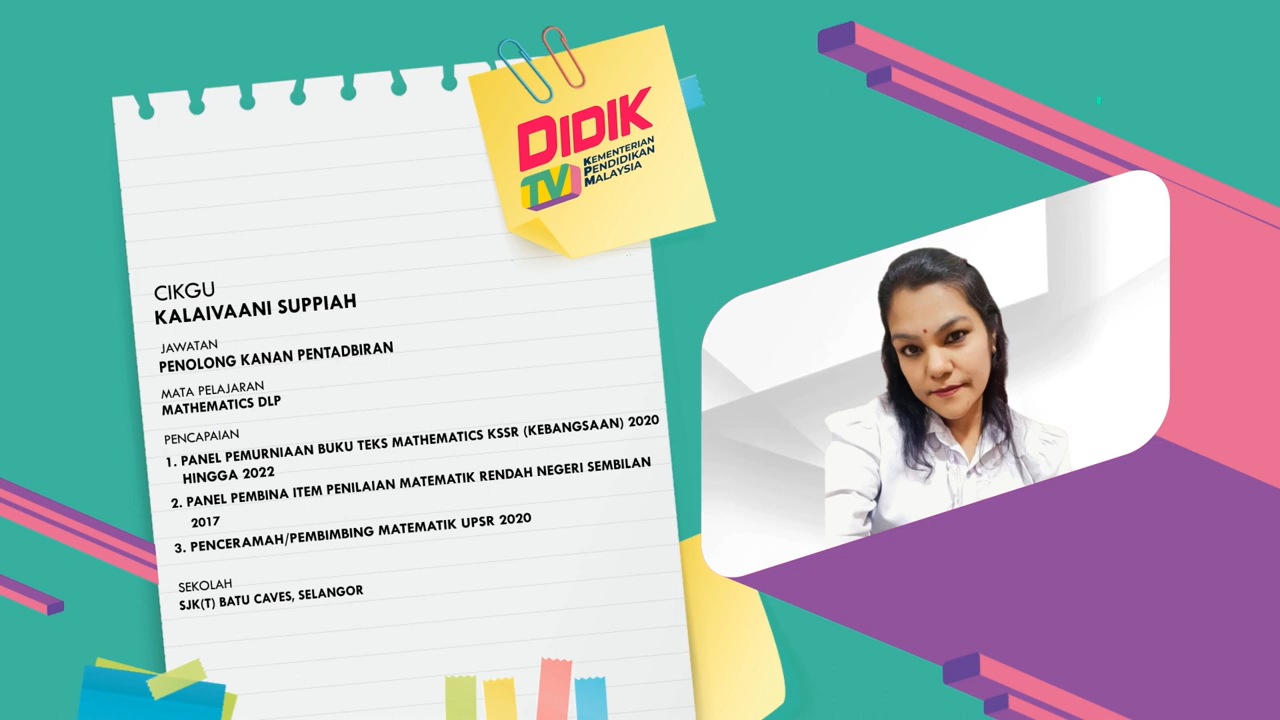 DIDIK
TV
KEMENTERIAN
PENDIDIKAN
MALAYSIA
CIKGU
KALAIVAANI SUPPIAH
JAWATAN
PENOLONG KANAN PENTADBIRAN
MATA PELAJARAN
MATHEMATICS DLP
PENCAPAIAN
1. PANEL PEMURNIAAN BUKU TEKS MATHEMATICS KSSR (KEBANGSAAN) 2020
HINGGA 2022
2. PANEL PEMBINA ITEM PENILAIAN MATEMATIK RENDAH NEGERI SEMBILAN
2017
3. PENCERAMAH/PEMBIMBING MATEMATIK UPSR 2020
SEKOLAH
SJK(T) BATU CAVES, SELANGOR